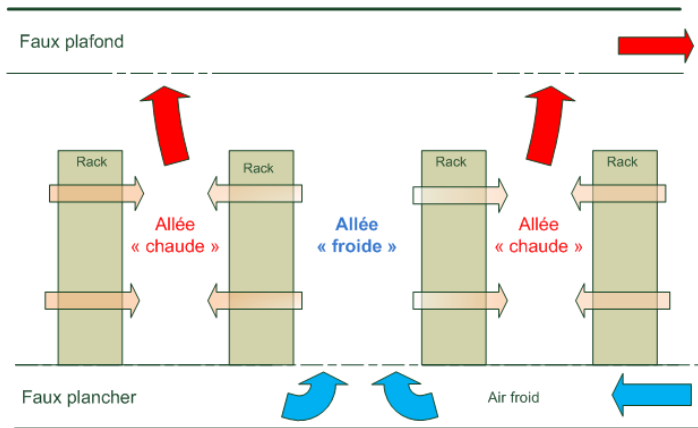 Faux plafond
Rack
Rack
Rack
Rack
Allée
« chaude »
Allée
« froide »
Allée
« chaude »
Faux plancher
Air froid